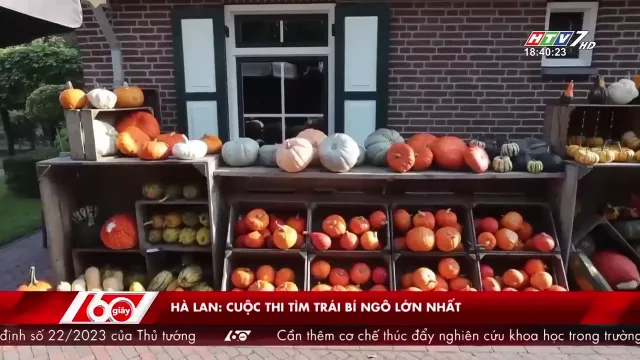 HTV7 HD
18:40:23
60 giây
HÀ LAN: CUỘC THI TÌM TRÁI BÍ NGÔ LỚN NHẤT
định số 22/2023 của Thủ tướng 60 Cần thêm cơ chế thúc đẩy nghiên cứu khoa học trong trường